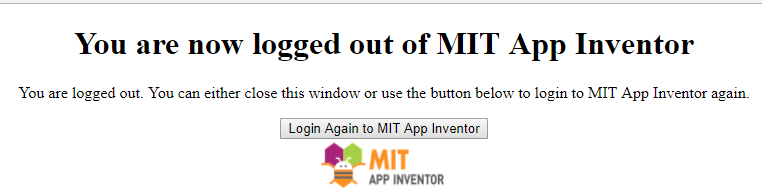 You are now logged out of MIT App Inventor
You are logged out. You can either close this window or use the button below to login to MIT App Inventor again.
Login Again to MIT App Inventor
MIT
APP INVENTOR